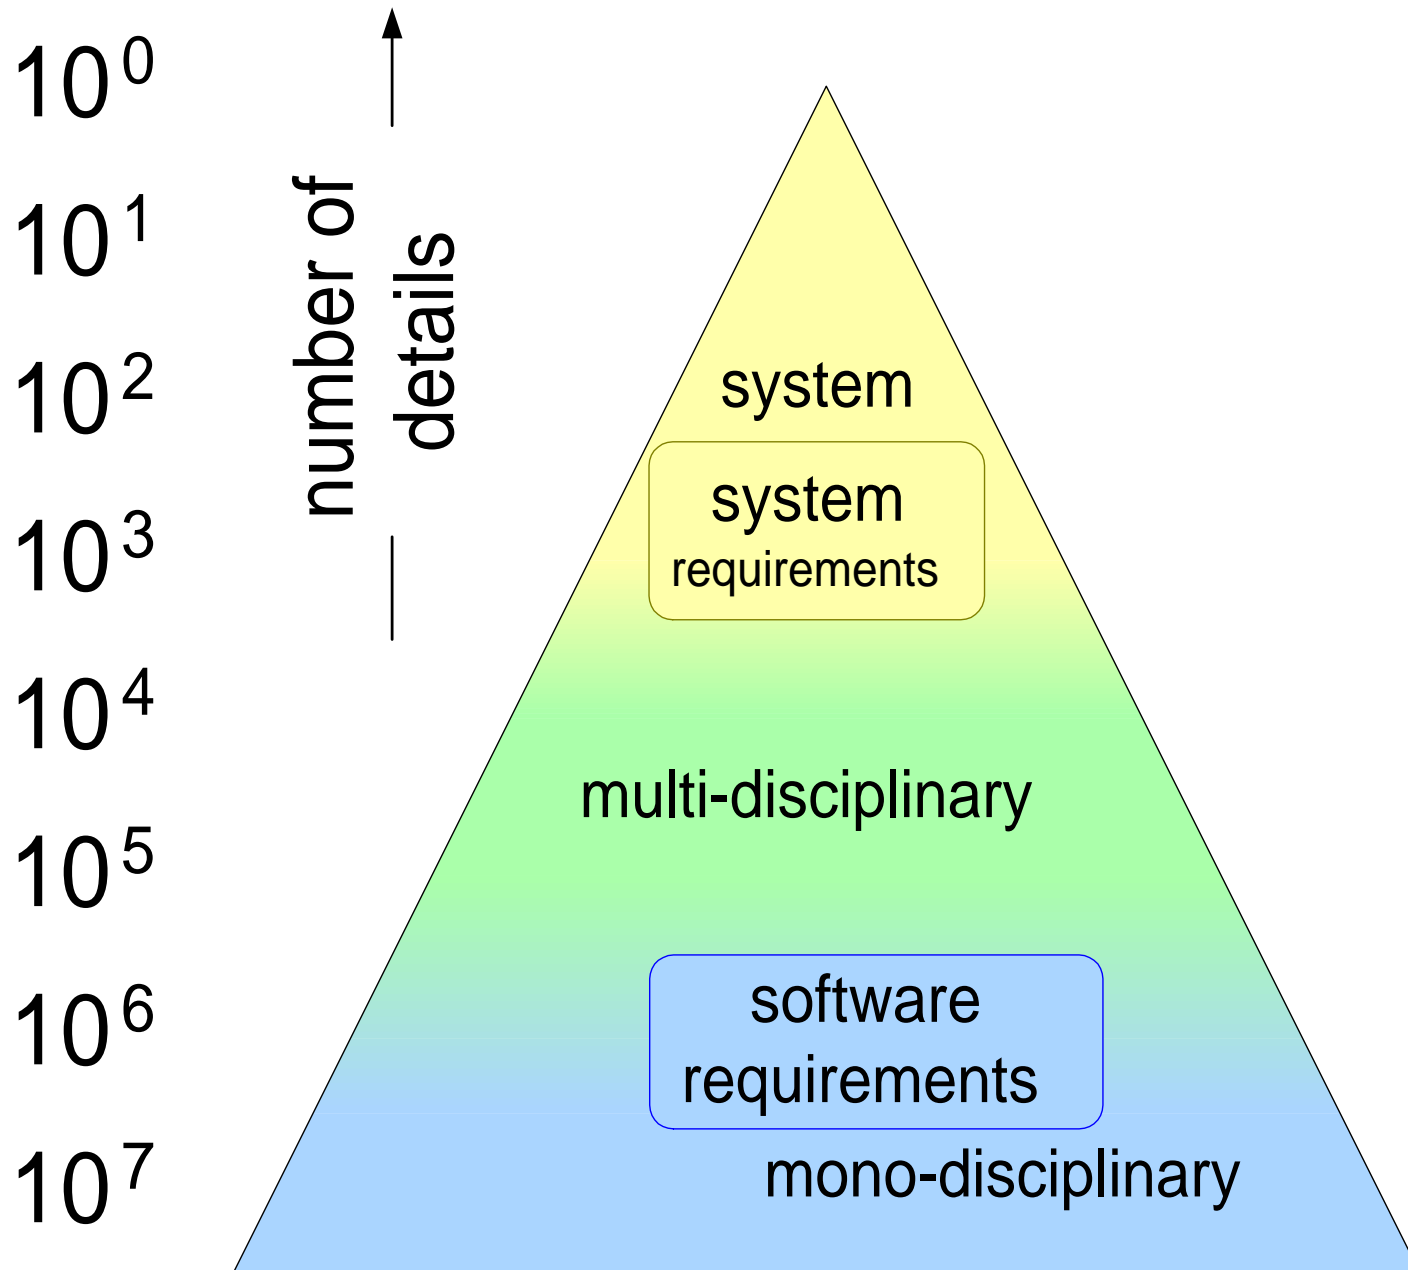 10⁰
10¹
10²
10³
10⁴
10⁵
10⁶
10⁷
number of
details
system
system
requirements
multi-disciplinary
software
requirements
mono-disciplinary